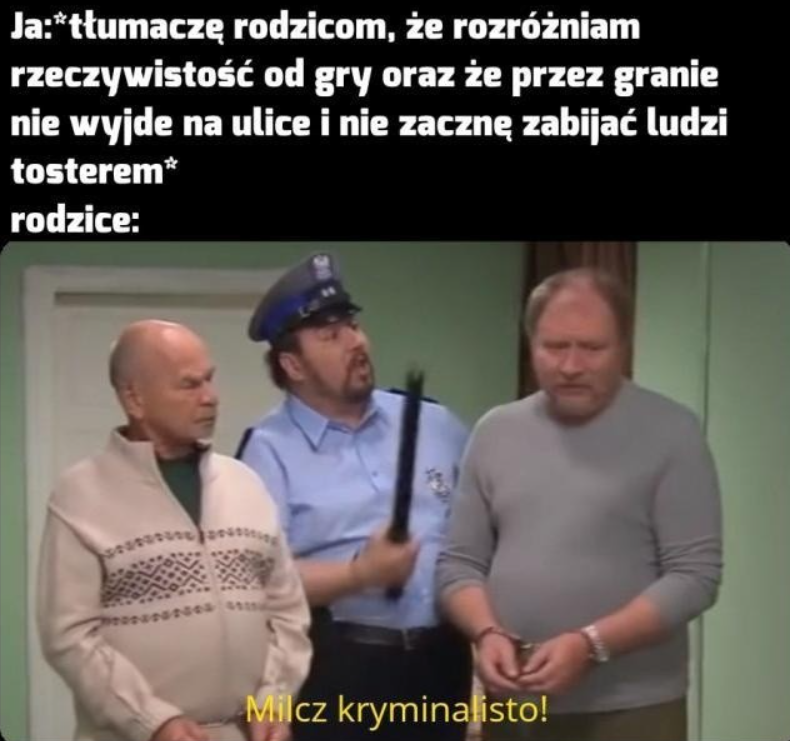 Ja:*tłumaczę rodzicom, że rozróżniam
rzeczywistość od gry oraz że przez granie
nie wyjde na ulice i nie zacznę zabijać ludzi
tosterem*
rodzice:
Milcz kryminalisto!